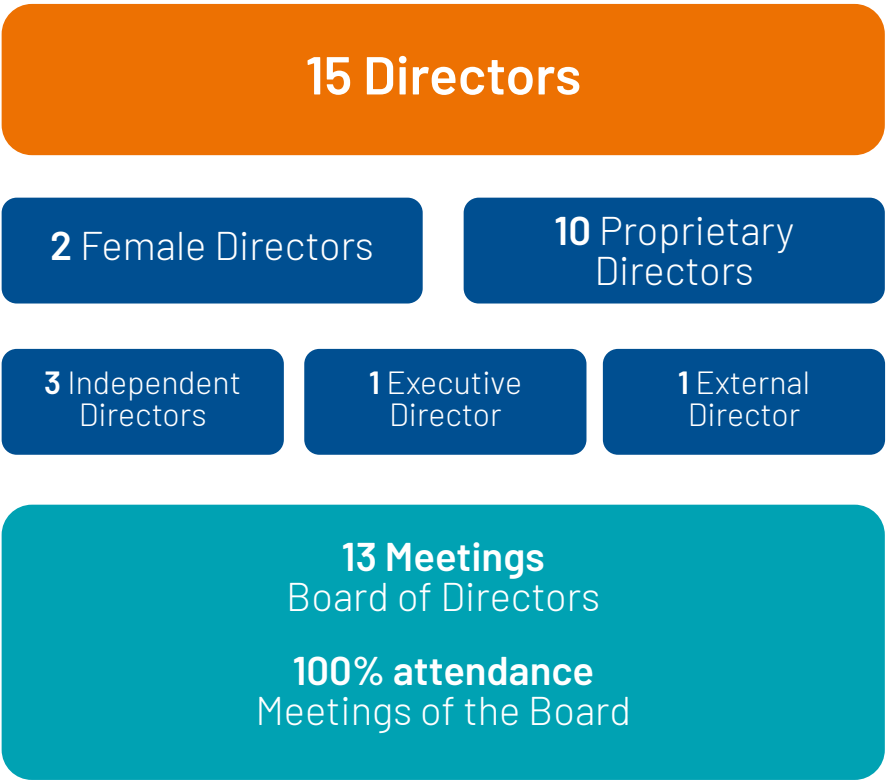 15 Directors
2 Female Directors
10 Proprietary
Directors
3 Independent
Directors
1 Executive
Director
1 External
Director
13 Meetings
Board of Directors
100% attendance
Meetings of the Board